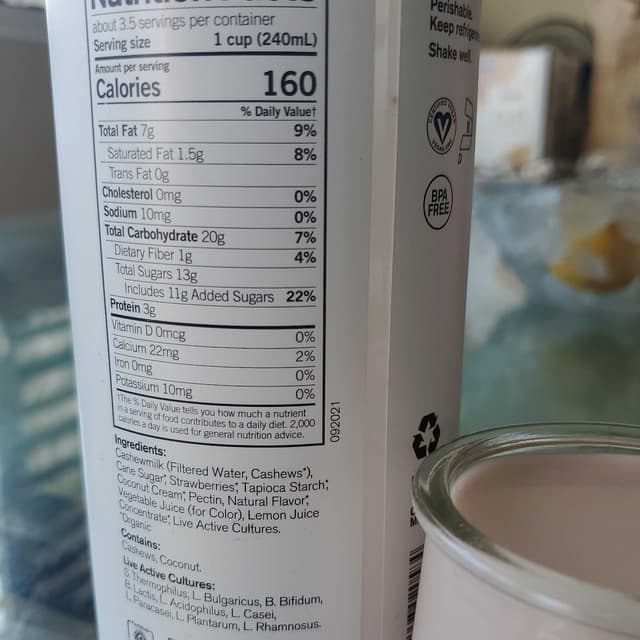 about 3.5 servings per container
Serving size 1 cup (240mL)
Amount per serving
Calories 160
% Daily Value†
Total Fat 7g 9%
Saturated Fat 1.5g 8%
Trans Fat 0g
Cholesterol 0mg 0%
Sodium 10mg 0%
Total Carbohydrate 20g 7%
Dietary Fiber 1g 4%
Total Sugars 13g
Includes 11g Added Sugars 22%
Protein 3g
Vitamin D 0mcg 0%
Calcium 22mg 2%
Iron 0mg 0%
Potassium 10mg 0%
†The % Daily Value tells you how much a nutrient
in a serving of food contributes to a daily diet. 2,000
calories a day is used for general nutrition advice.
092021
Ingredients:
Cashewmilk (Filtered Water, Cashews*),
Cane Sugar*, Strawberries*, Tapioca Starch*,
Coconut Cream*, Pectin, Natural Flavor*,
Vegetable Juice (for Color), Lemon Juice
Concentrate*, Live Active Cultures.
*Organic
Contains:
Cashews, Coconut.
Live Active Cultures:
S. Thermophilus, L. Bulgaricus, B. Bifidum,
B. Lactis, L. Acidophilus, L. Casei,
L. Paracasei, L. Plantarum, L. Rhamnosus.
Perishable.
Keep
Shake well.
BPA
FREE